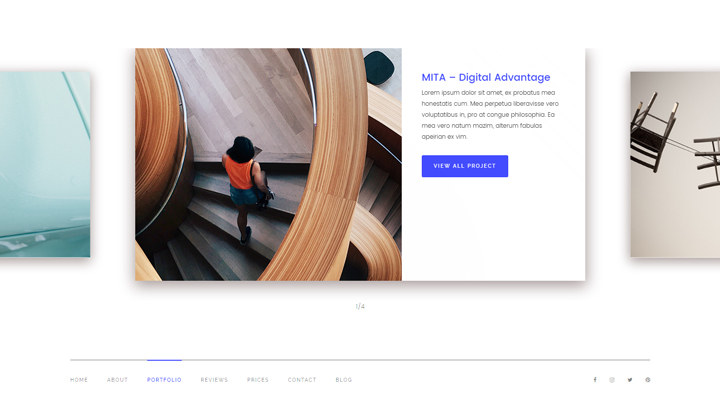 MITA – Digital Advantage
Lorem ipsum dolor sit amet, ex probatus mea
honestatis cum. Mea perpetua liberavisse vero
voluptatibus in, pro at congue philosophia. Ea
mea vero natum mazim, alterum fabulas
aperiran ex vim.
VIEW ALL PROJECT
1/4
HOME ABOUT PORTFOLIO REVIEWS PRICES CONTACT BLOG